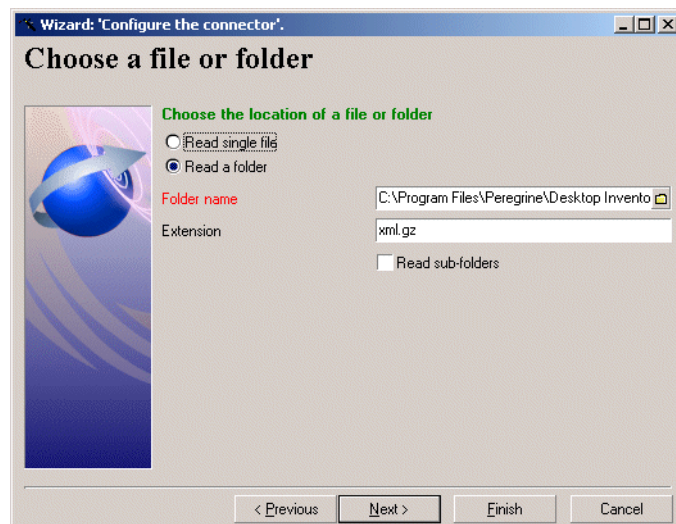 Wizard: 'Configure the connector'.
Choose a file or folder
Choose the location of a file or folder
Read single file
Read a folder
Folder name C:\Program Files\Peregrine\Desktop Invento
Extension xml.gz
Read sub-folders
< Previous Next > Finish Cancel